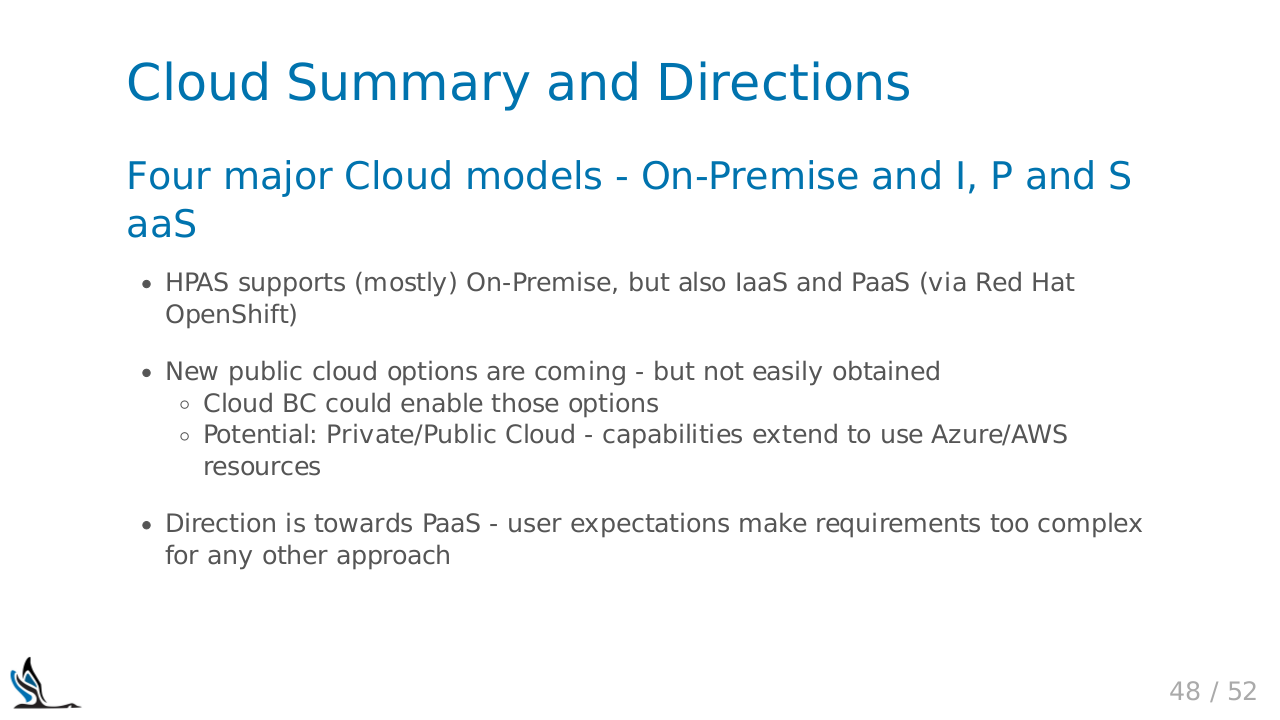 Cloud Summary and Directions
Four major Cloud models - On-Premise and I, P and S
aaS
• HPAS supports (mostly) On-Premise, but also IaaS and PaaS (via Red Hat
OpenShift)
• New public cloud options are coming - but not easily obtained
◦ Cloud BC could enable those options
◦ Potential: Private/Public Cloud - capabilities extend to use Azure/AWS
resources
• Direction is towards PaaS - user expectations make requirements too complex
for any other approach
48 / 52